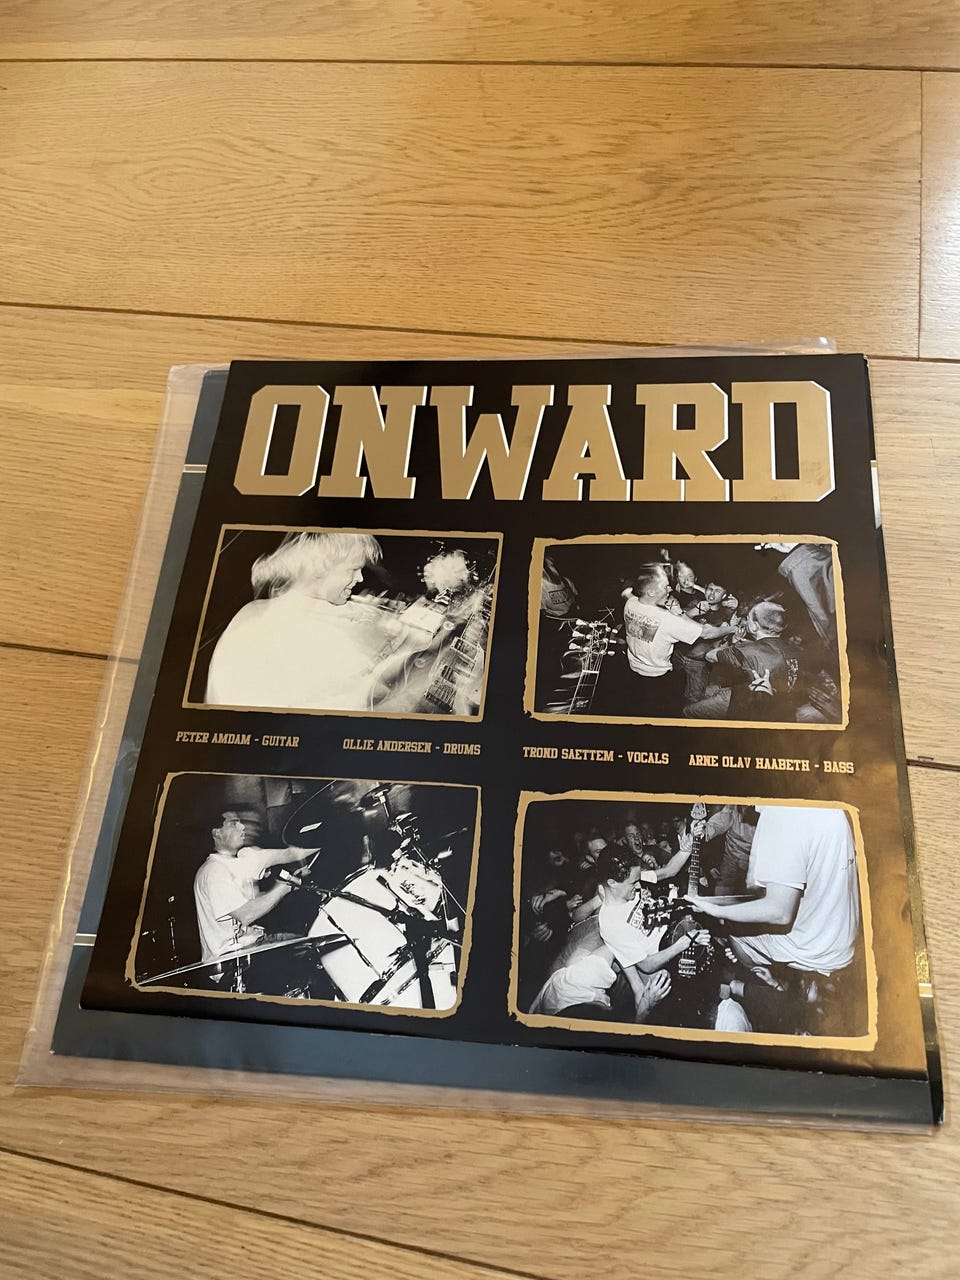 ONWARD
PETER AMDAM - GUITAR
OLLIE ANDERSEN - DRUMS
TROND SAETTEM - VOCALS
ARNE OLAV HAABETH - BASS